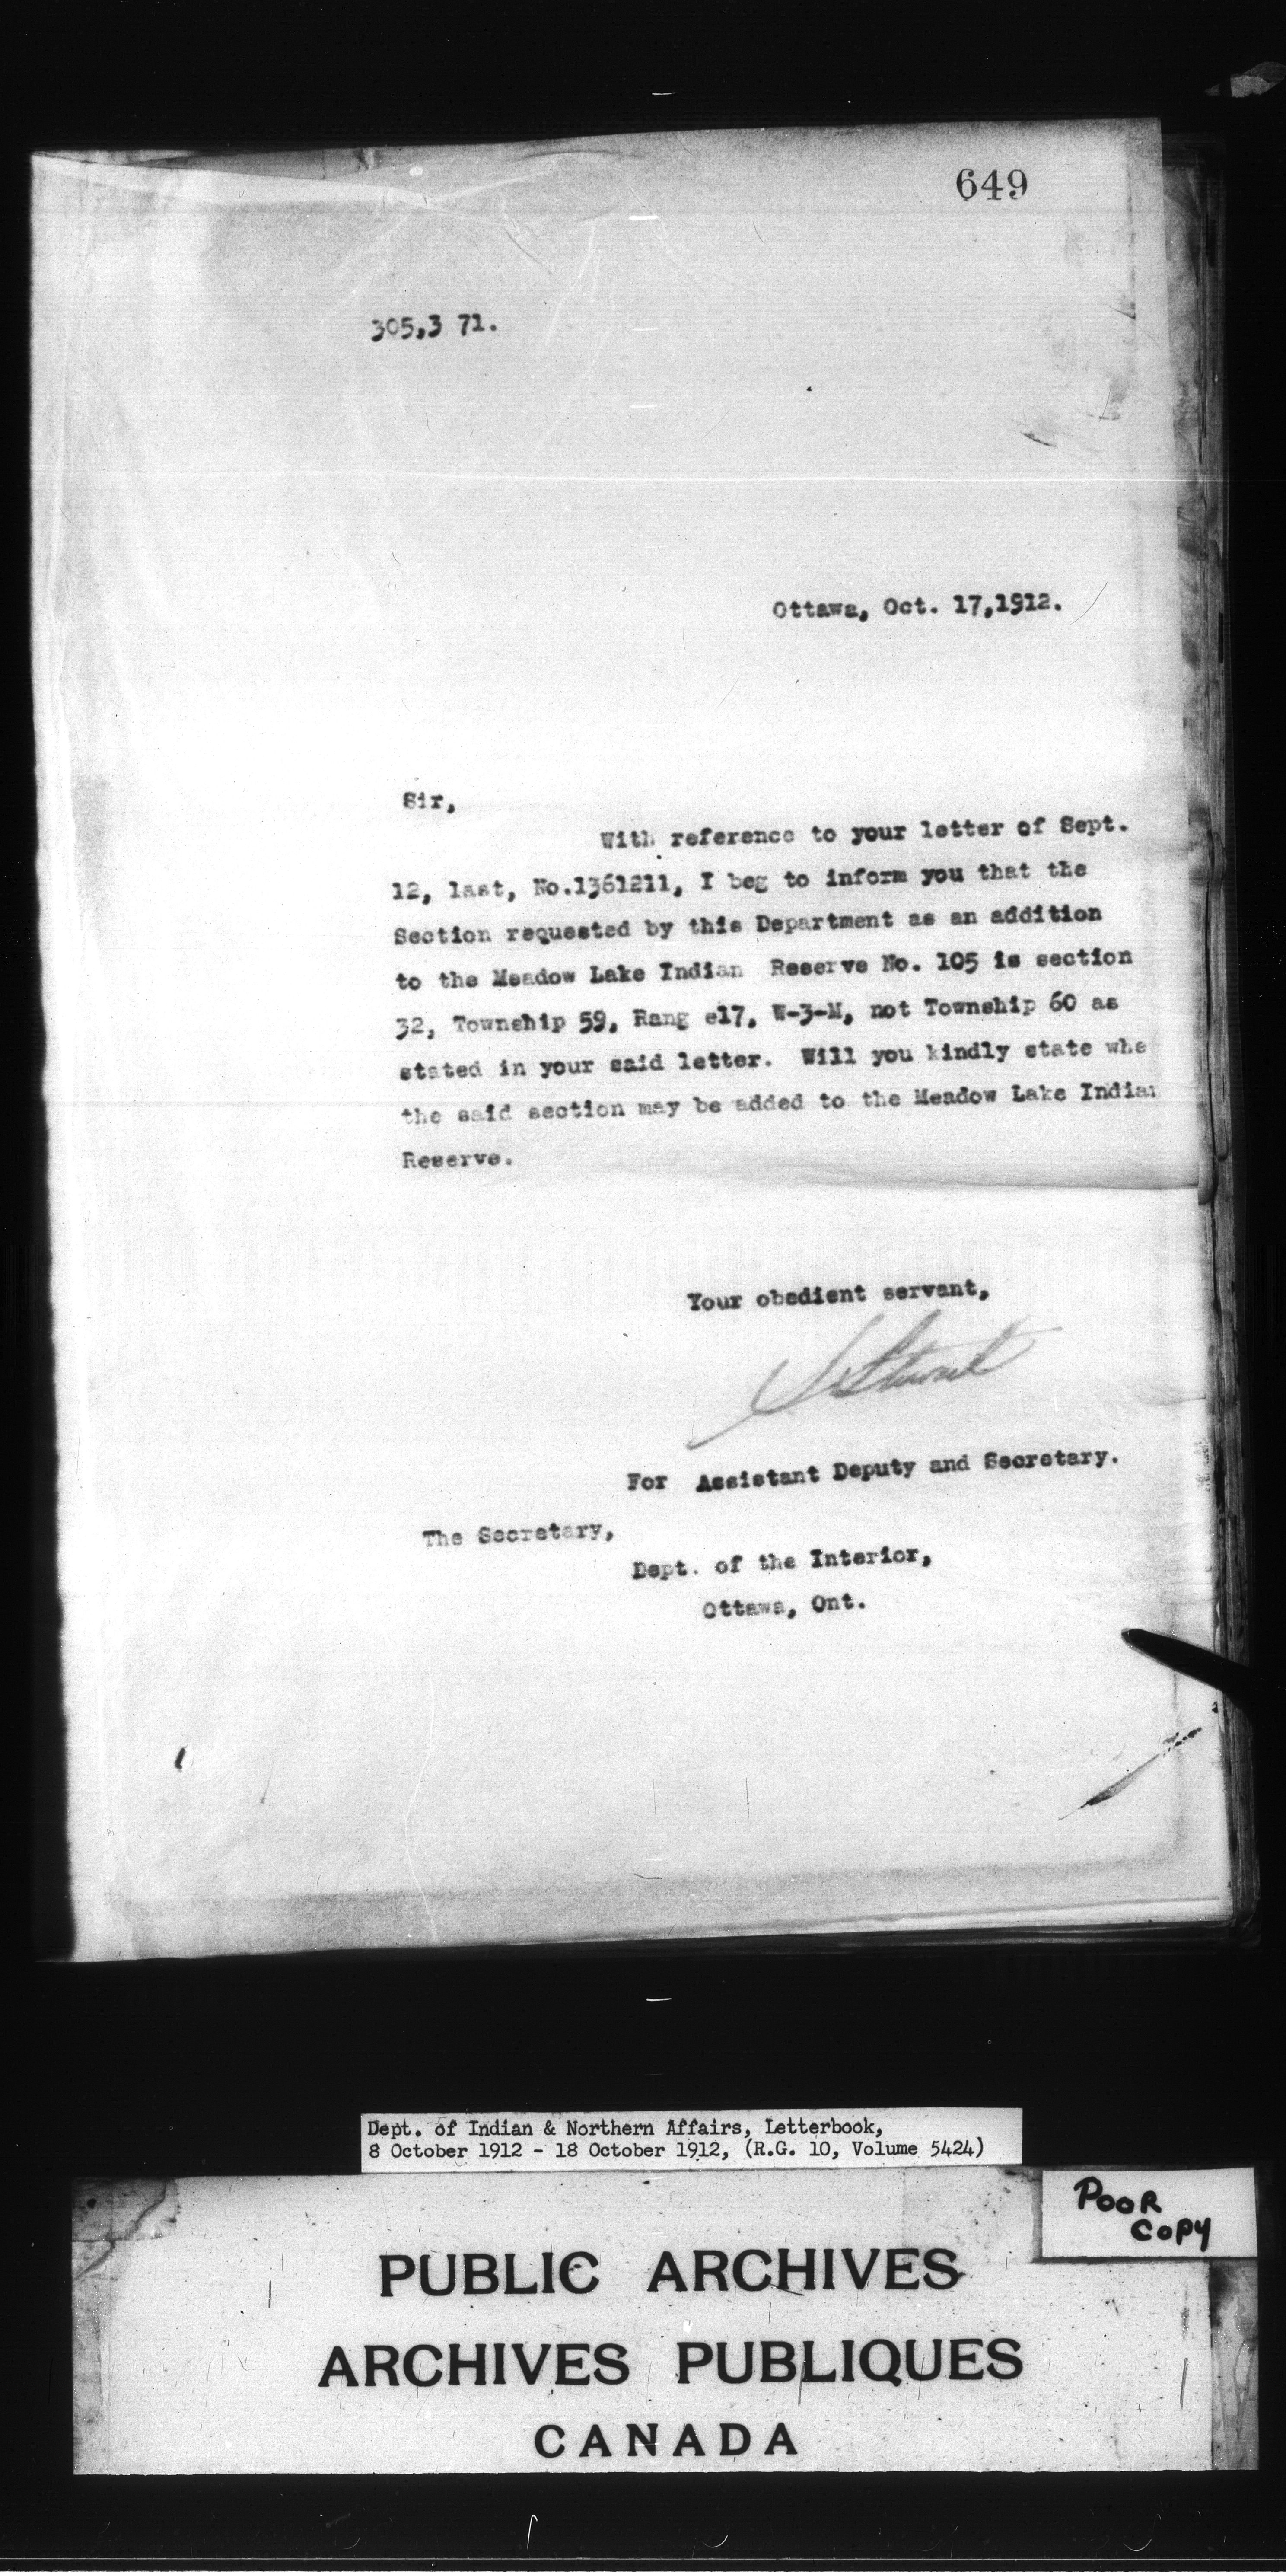 649
305,3 71.
Ottawa, Oct. 17,1912.
Sir,
With reference to your letter of Sept.
12, last, No.1361211, I beg to inform you that the
Section requested by this Department as an addition
to the Meadow Lake Indian Reserve No. 105 is section
32, Township 59, Rang e17, W-3-M, not Township 60 as
stated in your said letter. Will you kindly state whe
the said section may be added to the Meadow Lake Indian
Reserve.
Your obedient servant,
For Assistant Deputy and Secretary.
The Secretary,
Dept. of the Interior,
Ottawa, Ont.
Dept. of Indian & Northern Affairs, Letterbook,
8 October 1912 - 18 October 1912, (R.G. 10, Volume 5424)
POOR
COPY
PUBLIC ARCHIVES
ARCHIVES PUBLIQUES
CANADA